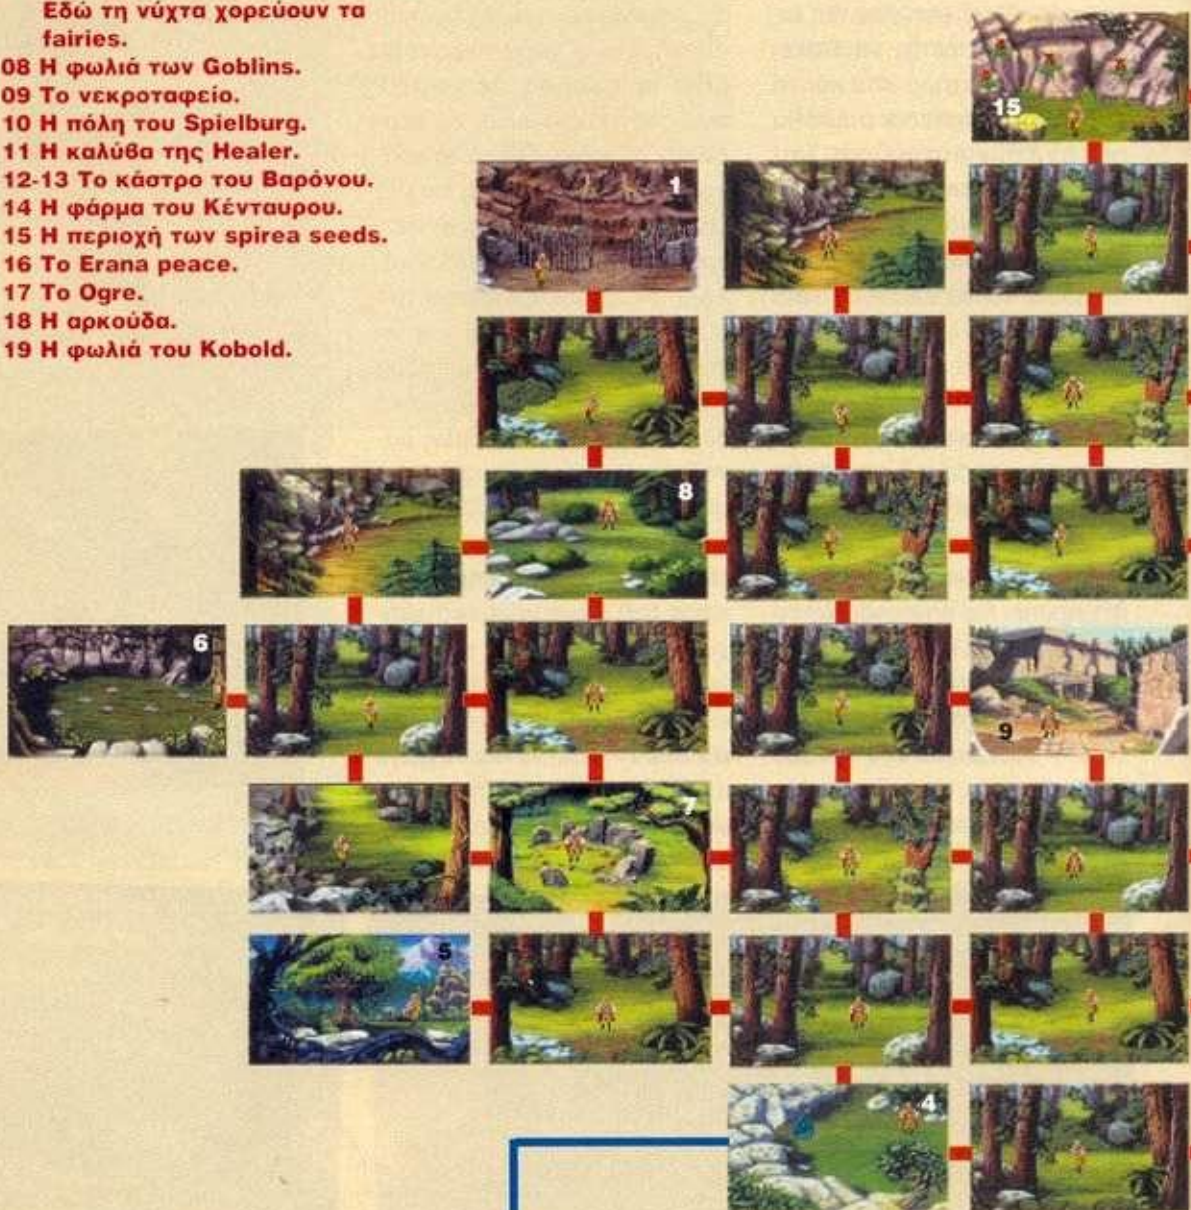 Εδώ τη νύχτα χορεύουν τα
fairies.
08 Η φωλιά των Goblins.
09 Το νεκροταφείο.
10 Η πόλη του Spielburg.
11 Η καλύβα της Healer.
12-13 Το κάστρο του Βαρόνου.
14 Η φάρμα του Κένταυρου.
15 Η περιοχή των spirea seeds.
16 Το Erana peace.
17 Το Ogre.
18 Η αρκούδα.
19 Η φωλιά του Kobold.
15
1
8
6
9
7
5
4